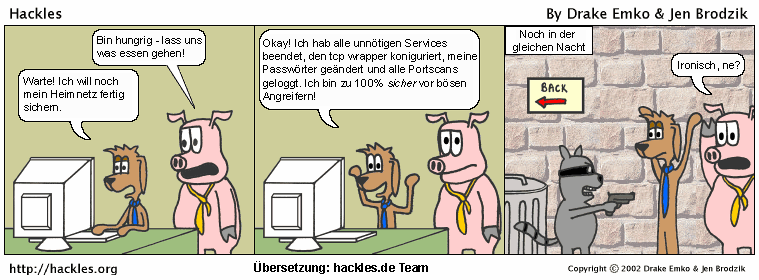 Hackles
By Drake Emko & Jen Brodzik
Bin hungrig - lass uns
was essen gehen!
Warte! Ich will noch
mein Heimnetz fertig
sichern.
Okay! Ich hab alle unnötigen Services
beendet, den tcp wrapper koniguriert, meine
Passwörter geändert und alle Portscans
geloggt. Ich bin zu 100% sicher vor bösen
Angreifern!
Noch in der
gleichen Nacht
BACK
Ironisch, ne?
http://hackles.org
Übersetzung: hackles.de Team
Copyright © 2002 Drake Emko & Jen Brodzik